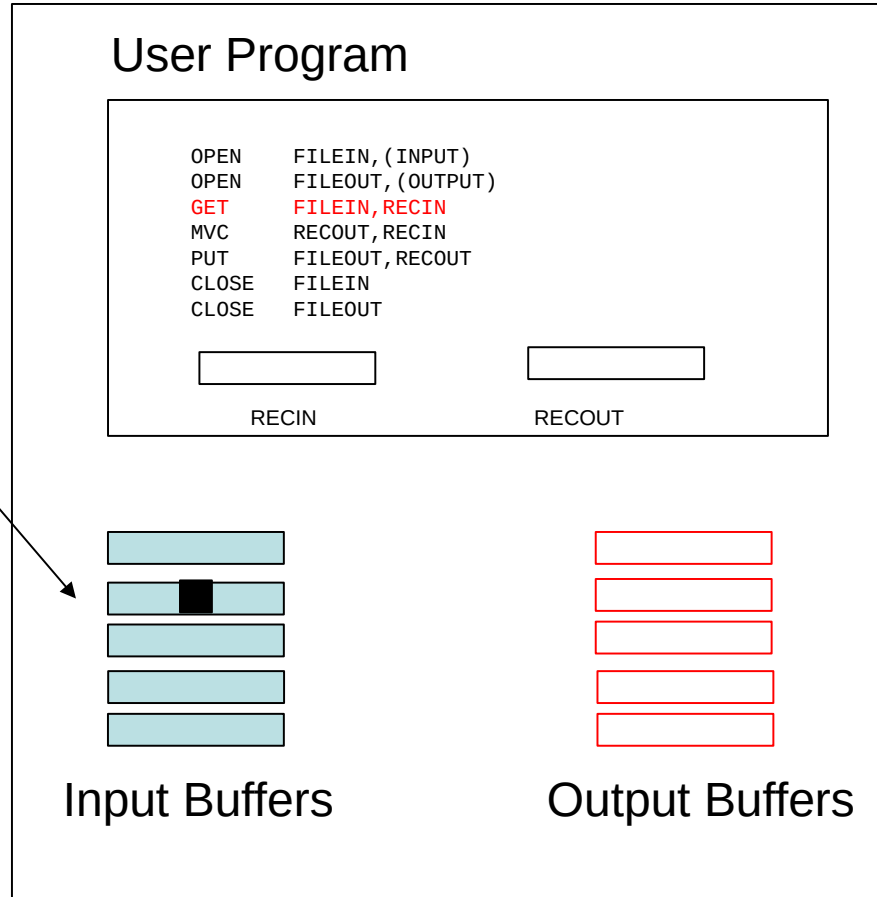 User Program
OPEN FILEIN,(INPUT)
OPEN FILEOUT,(OUTPUT)
GET FILEIN,RECIN
MVC RECOUT,RECIN
PUT FILEOUT,RECOUT
CLOSE FILEIN
CLOSE FILEOUT
RECIN RECOUT
Input Buffers Output Buffers